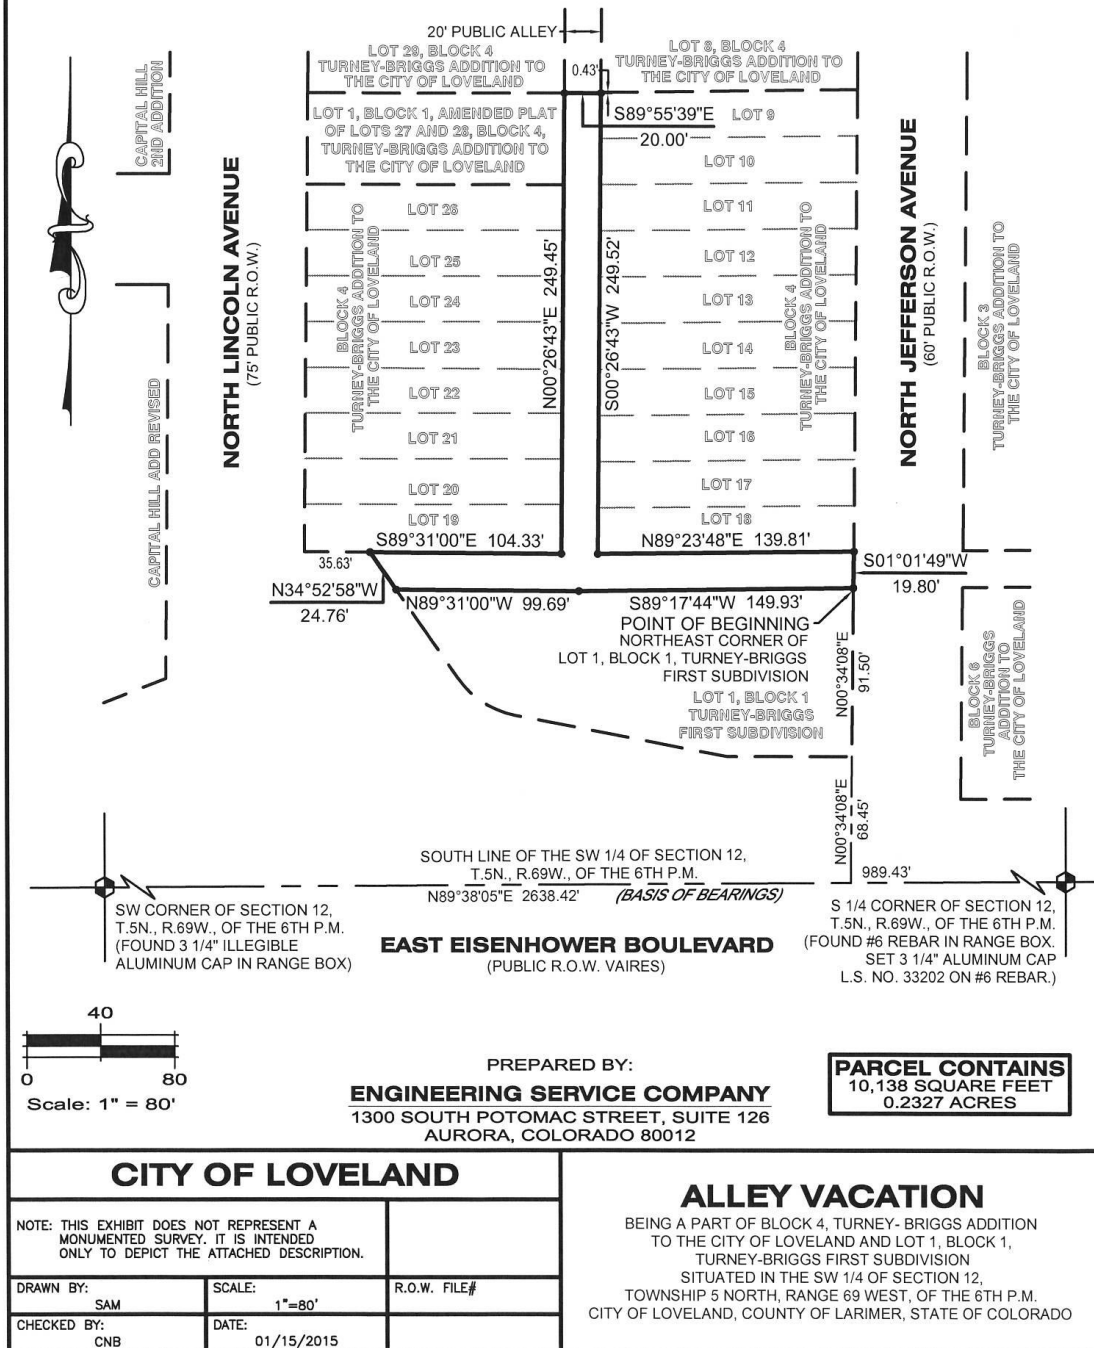 20' PUBLIC ALLEY
LOT 29, BLOCK 4
TURNEY-BRIGGS ADDITION TO
THE CITY OF LOVELAND
LOT 8, BLOCK 4
TURNEY-BRIGGS ADDITION TO
THE CITY OF LOVELAND
0.43'
CAPITAL HILL
2ND ADDITION
LOT 1, BLOCK 1, AMENDED PLAT
OF LOTS 27 AND 28, BLOCK 4,
TURNEY-BRIGGS ADDITION TO
THE CITY OF LOVELAND
S89°55'39"E
20.00'
LOT 9
LOT 10
LOT 26
LOT 11
LOT 25
LOT 12
LOT 24
LOT 13
LOT 23
LOT 14
LOT 22
LOT 15
LOT 21
LOT 16
LOT 20
LOT 17
LOT 19
LOT 18
NORTH LINCOLN AVENUE
(75' PUBLIC R.O.W.)
BLOCK 4
TURNEY-BRIGGS ADDITION TO
THE CITY OF LOVELAND
N00°26'43"E 249.45'
S00°26'43"W 249.52'
BLOCK 4
TURNEY-BRIGGS ADDITION TO
THE CITY OF LOVELAND
NORTH JEFFERSON AVENUE
(60' PUBLIC R.O.W.)
BLOCK 3
TURNEY-BRIGGS ADDITION TO
THE CITY OF LOVELAND
CAPITAL HILL ADD REVISED
S89°31'00"E 104.33'
N89°23'48"E 139.81'
35.63'
S01°01'49"W
19.80'
N34°52'58"W
24.76'
N89°31'00"W 99.69'
S89°17'44"W 149.93'
POINT OF BEGINNING
NORTHEAST CORNER OF
LOT 1, BLOCK 1, TURNEY-BRIGGS
FIRST SUBDIVISION
LOT 1, BLOCK 1
TURNEY-BRIGGS
FIRST SUBDIVISION
N00°34'08"E
91.50'
BLOCK 6
TURNEY-BRIGGS
ADDITION TO
THE CITY OF LOVELAND
N00°34'08"E
68.45'
SOUTH LINE OF THE SW 1/4 OF SECTION 12,
T.5N., R.69W., OF THE 6TH P.M.
N89°38'05"E 2638.42' (BASIS OF BEARINGS)
989.43'
SW CORNER OF SECTION 12,
T.5N., R.69W., OF THE 6TH P.M.
(FOUND 3 1/4" ILLEGIBLE
ALUMINUM CAP IN RANGE BOX)
EAST EISENHOWER BOULEVARD
(PUBLIC R.O.W. VAIRES)
S 1/4 CORNER OF SECTION 12,
T.5N., R.69W., OF THE 6TH P.M.
(FOUND #6 REBAR IN RANGE BOX.
SET 3 1/4" ALUMINUM CAP
L.S. NO. 33202 ON #6 REBAR.)
40
0 80
Scale: 1" = 80'
PREPARED BY:
ENGINEERING SERVICE COMPANY
1300 SOUTH POTOMAC STREET, SUITE 126
AURORA, COLORADO 80012
PARCEL CONTAINS
10,138 SQUARE FEET
0.2327 ACRES
CITY OF LOVELAND
NOTE: THIS EXHIBIT DOES NOT REPRESENT A
MONUMENTED SURVEY. IT IS INTENDED
ONLY TO DEPICT THE ATTACHED DESCRIPTION.
DRAWN BY:
SAM
SCALE:
1"=80'
R.O.W. FILE#
CHECKED BY:
CNB
DATE:
01/15/2015
ALLEY VACATION
BEING A PART OF BLOCK 4, TURNEY- BRIGGS ADDITION
TO THE CITY OF LOVELAND AND LOT 1, BLOCK 1,
TURNEY-BRIGGS FIRST SUBDIVISION
SITUATED IN THE SW 1/4 OF SECTION 12,
TOWNSHIP 5 NORTH, RANGE 69 WEST, OF THE 6TH P.M.
CITY OF LOVELAND, COUNTY OF LARIMER, STATE OF COLORADO